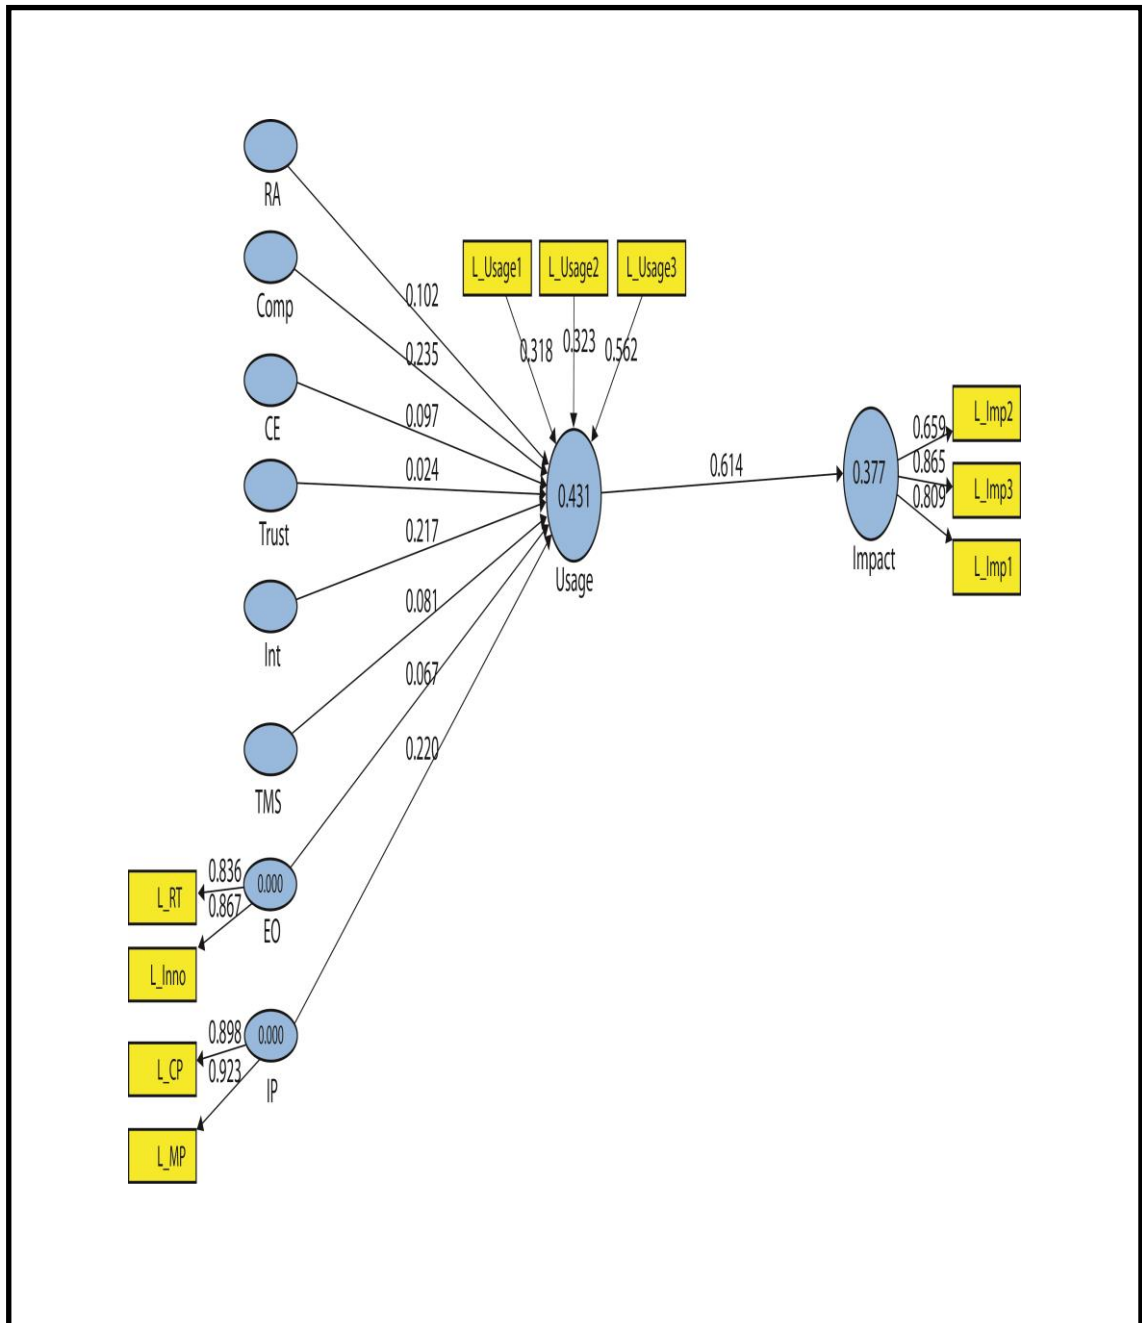 RA
Comp
CE
Trust
Int
TMS
EO
IP
0.102
0.235
0.097
0.024
0.217
0.081
0.067
0.220
L_Usage1
L_Usage2
L_Usage3
0.318
0.323
0.562
0.431
Usage
0.614
0.377
Impact
0.659
0.865
0.809
L_Imp2
L_Imp3
L_Imp1
0.000
0.836
0.867
L_RT
L_Inno
0.000
0.898
0.923
L_CP
L_MP